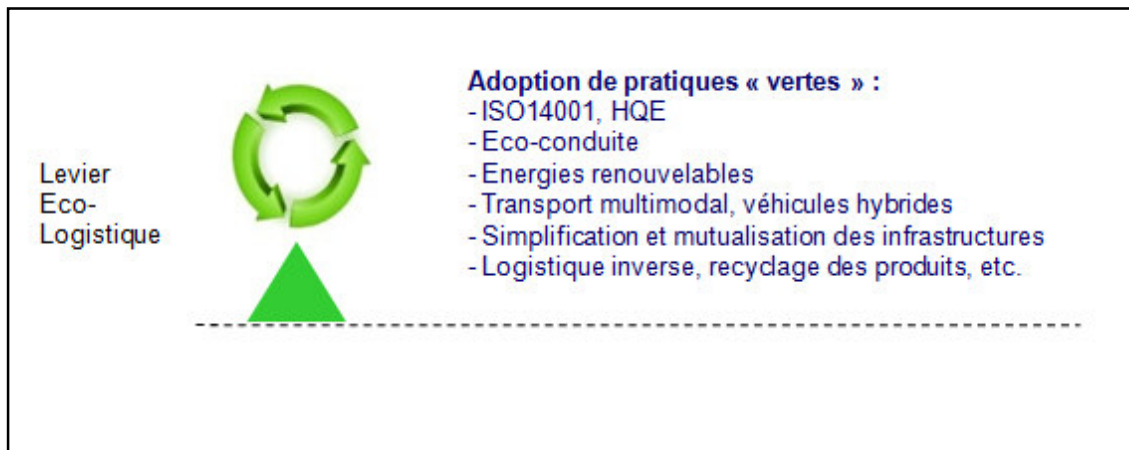 Levier
Eco-
Logistique
Adoption de pratiques « vertes » :
- ISO14001, HQE
- Eco-conduite
- Energies renouvelables
- Transport multimodal, véhicules hybrides
- Simplification et mutualisation des infrastructures
- Logistique inverse, recyclage des produits, etc.